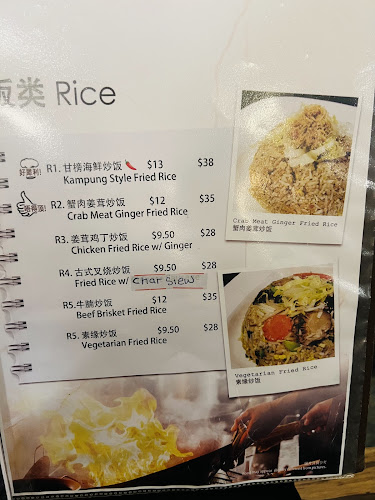 饭类 Rice
好犀利!
R1. 甘榜海鲜炒饭 $13 $38
Kampung Style Fried Rice
R2. 蟹肉姜茸炒饭 $12 $35
Crab Meat Ginger Fried Rice
R3. 姜茸鸡丁炒饭 $9.50 $28
Chicken Fried Rice w/ Ginger
R4. 古式叉烧炒饭 $9.50 $28
Fried Rice w/ Char Siew
R5. 牛腩炒饭 $12 $35
Beef Brisket Fried Rice
R5. 素缘炒饭 $9.50 $28
Vegetarian Fried Rice
Crab Meat Ginger Fried Rice
蟹肉姜茸炒饭
Vegetarian Fried Rice
素缘炒饭
from pictures.